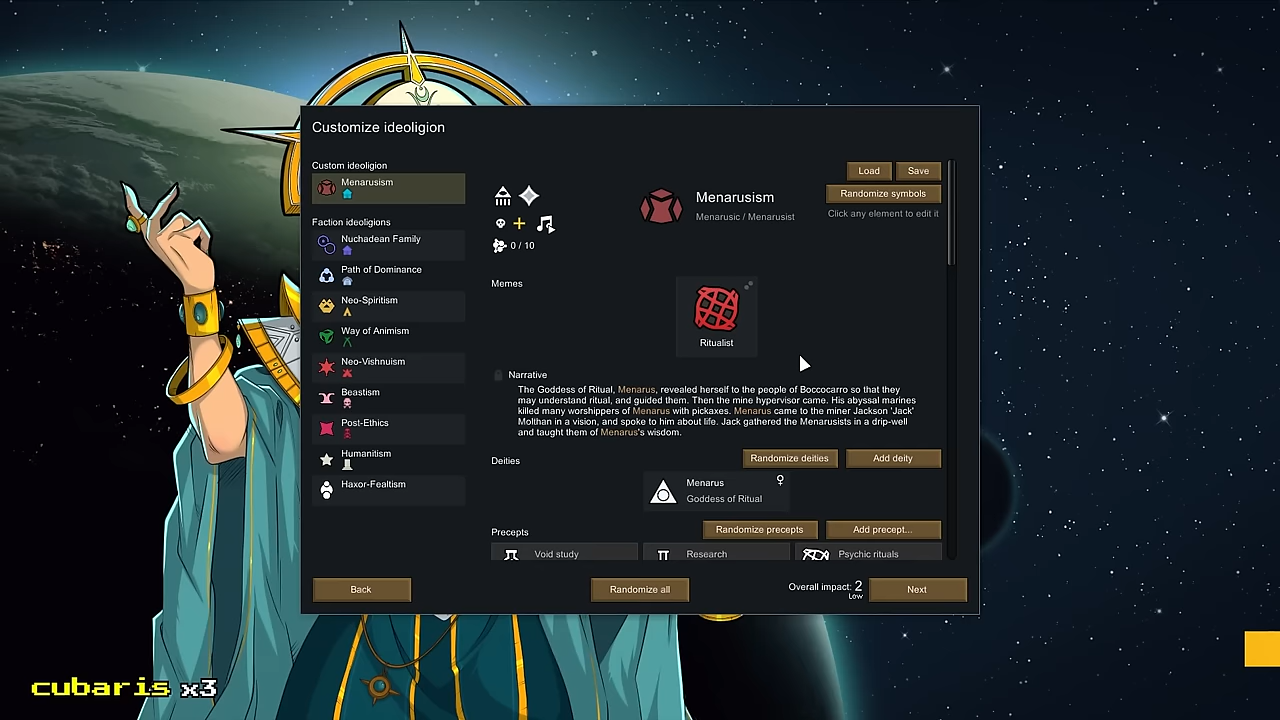 Customize ideoligion
Custom ideoligion
Menarusism
Faction ideoligions
Nuchadean Family
Path of Dominance
Neo-Spiritism
Way of Animism
Neo-Vishnuism
Beastism
Post-Ethics
Humanitism
Haxor-Fealtism
0 / 10
Menarusism
Menarusic / Menarusist
Load
Save
Randomize symbols
Click any element to edit it
Memes
Ritualist
Narrative
The Goddess of Ritual, Menarus, revealed herself to the people of Boccocarro so that they
may understand ritual, and guided them. Then the mine hypervisor came. His abyssal marines
killed many worshippers of Menarus with pickaxes. Menarus came to the miner Jackson 'Jack'
Molthan in a vision, and spoke to him about life. Jack gathered the Menarusists in a drip-well
and taught them of Menarus's wisdom.
Deities
Randomize deities
Add deity
Menarus
Goddess of Ritual
Precepts
Randomize precepts
Add precept...
Void study
Research
Psychic rituals
Back
Randomize all
Overall impact: 2
Low
Next
cubaris x3